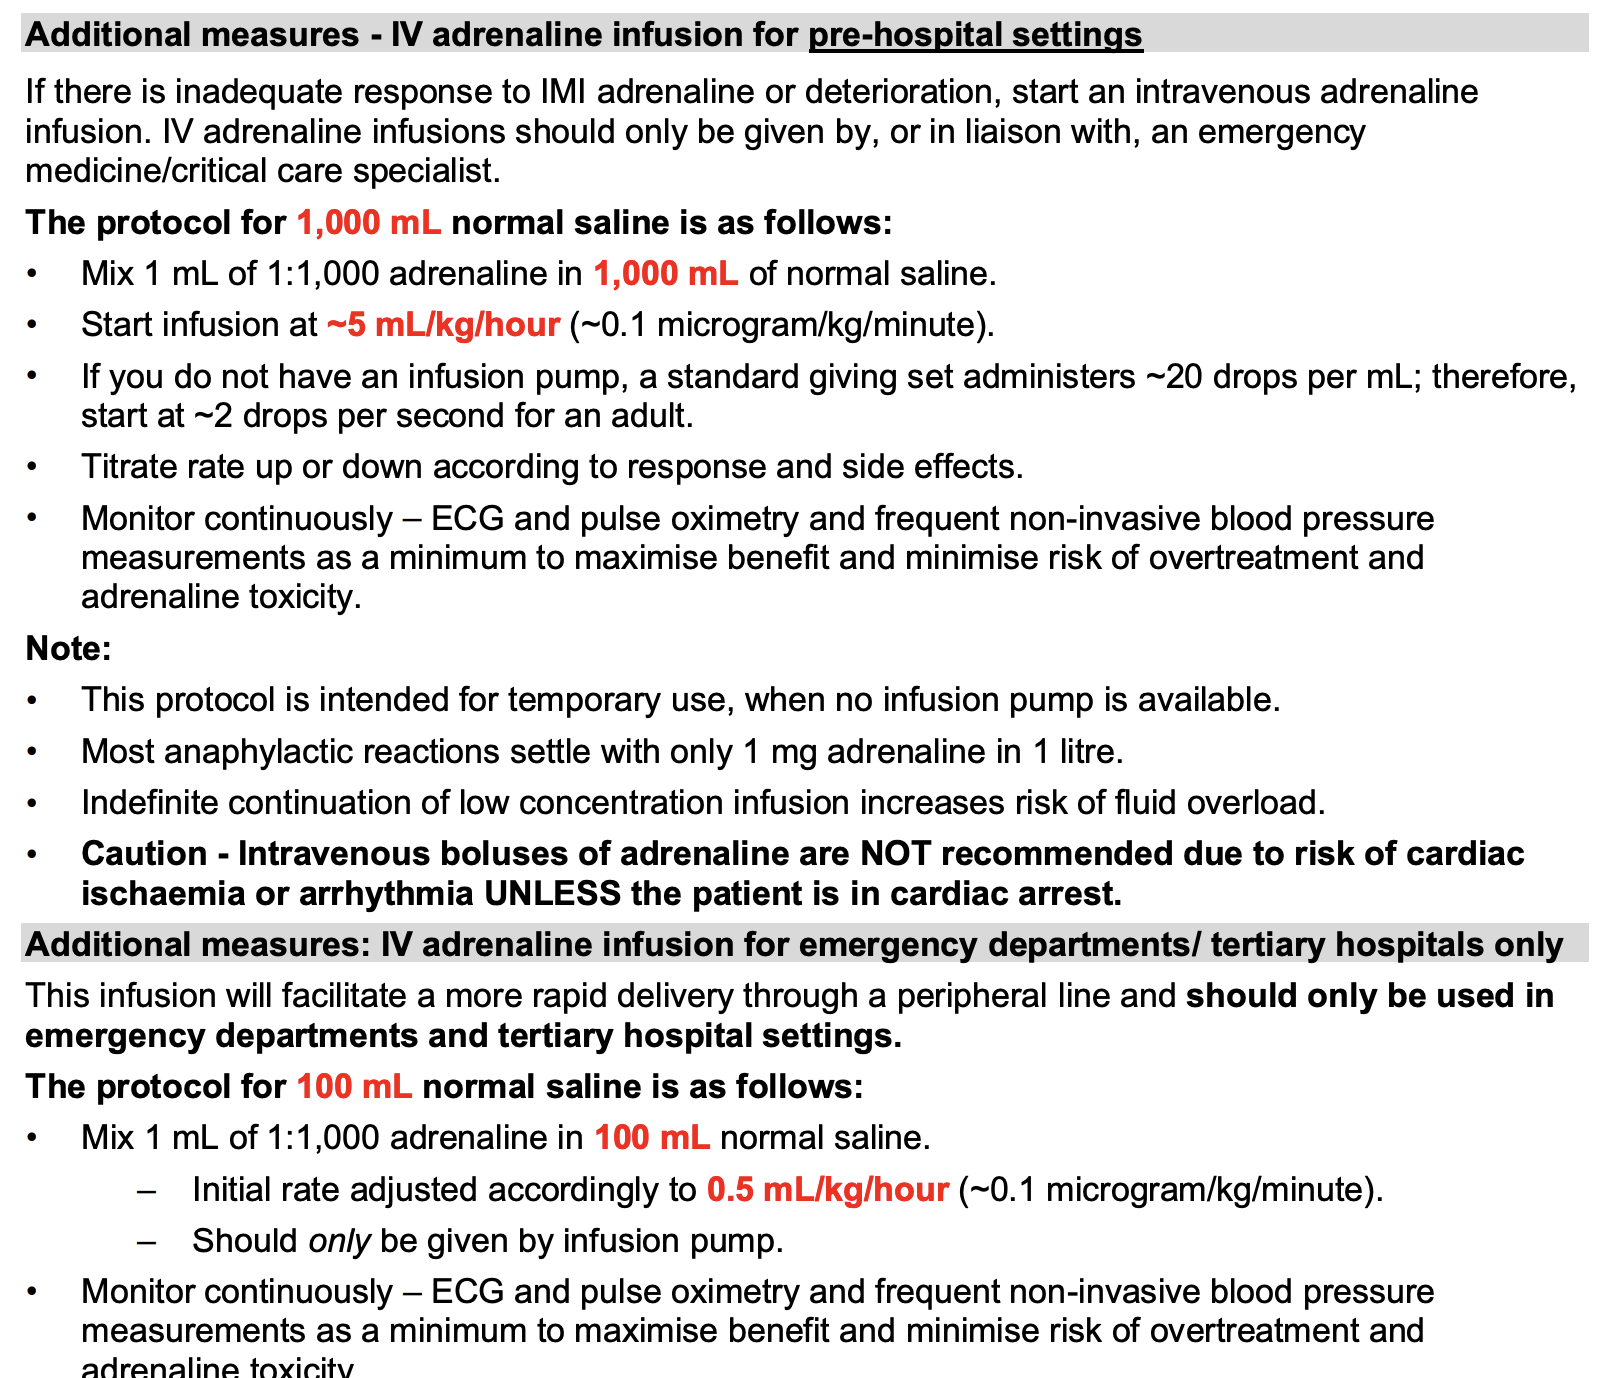 Additional measures - IV adrenaline infusion for pre-hospital settings
If there is inadequate response to IMI adrenaline or deterioration, start an intravenous adrenaline
infusion. IV adrenaline infusions should only be given by, or in liaison with, an emergency
medicine/critical care specialist.
The protocol for 1,000 mL normal saline is as follows:
• Mix 1 mL of 1:1,000 adrenaline in 1,000 mL of normal saline.
• Start infusion at ~5 mL/kg/hour (~0.1 microgram/kg/minute).
• If you do not have an infusion pump, a standard giving set administers ~20 drops per mL; therefore,
start at ~2 drops per second for an adult.
• Titrate rate up or down according to response and side effects.
• Monitor continuously – ECG and pulse oximetry and frequent non-invasive blood pressure
measurements as a minimum to maximise benefit and minimise risk of overtreatment and
adrenaline toxicity.
Note:
• This protocol is intended for temporary use, when no infusion pump is available.
• Most anaphylactic reactions settle with only 1 mg adrenaline in 1 litre.
• Indefinite continuation of low concentration infusion increases risk of fluid overload.
• Caution - Intravenous boluses of adrenaline are NOT recommended due to risk of cardiac
ischaemia or arrhythmia UNLESS the patient is in cardiac arrest.
Additional measures: IV adrenaline infusion for emergency departments/ tertiary hospitals only
This infusion will facilitate a more rapid delivery through a peripheral line and should only be used in
emergency departments and tertiary hospital settings.
The protocol for 100 mL normal saline is as follows:
• Mix 1 mL of 1:1,000 adrenaline in 100 mL normal saline.
– Initial rate adjusted accordingly to 0.5 mL/kg/hour (~0.1 microgram/kg/minute).
– Should only be given by infusion pump.
• Monitor continuously – ECG and pulse oximetry and frequent non-invasive blood pressure
measurements as a minimum to maximise benefit and minimise risk of overtreatment and
adrenaline toxicity